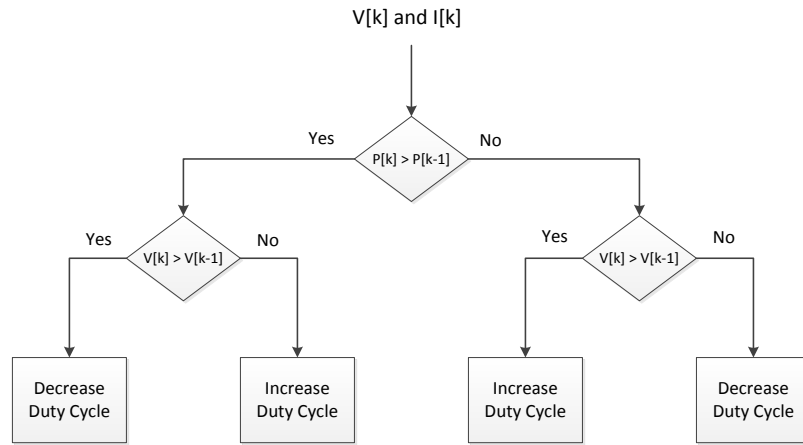 V[k] and I[k]
Yes
No
P[k] > P[k-1]
Yes
No
Yes
No
V[k] > V[k-1]
V[k] > V[k-1]
Decrease
Duty Cycle
Increase
Duty Cycle
Increase
Duty Cycle
Decrease
Duty Cycle